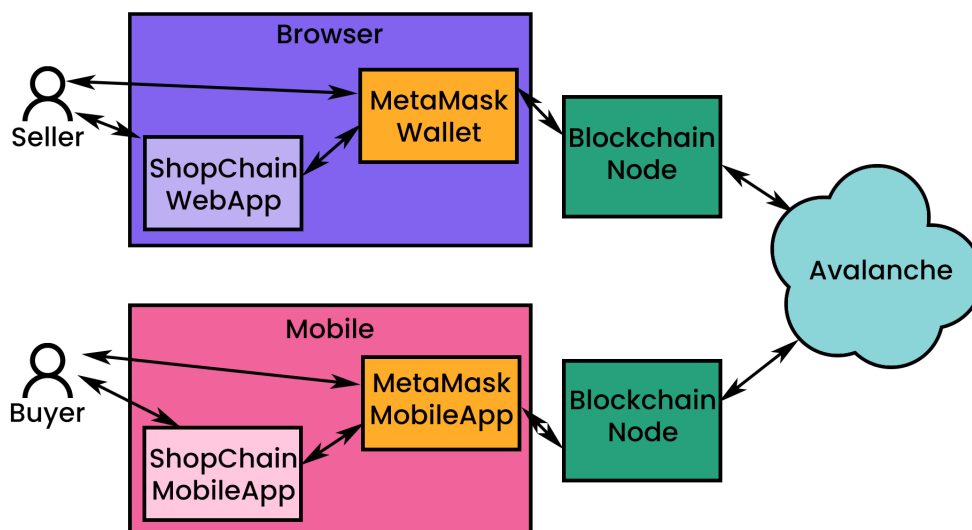 Browser
Seller
MetaMask
Wallet
ShopChain
WebApp
Blockchain
Node
Avalanche
Mobile
Buyer
MetaMask
MobileApp
ShopChain
MobileApp
Blockchain
Node